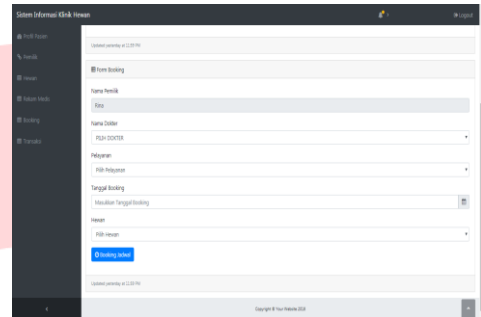 Sistem Informasi Klinik Hewan
Logout
Profil Pasien
Pemilik
Hewan
Rekam Medis
Booking
Transaksi
Updated yesterday at 11:59 PM
Form Booking
Nama Pemilik
Nama Dokter
PILIH DOKTER
Pelayanan
Pilih Pelayanan
Tanggal Booking
Masukkan Tanggal Booking
Hewan
Pilih Hewan
Booking Jadwal
Updated yesterday at 11:59 PM
Copyright © Your Website 2018